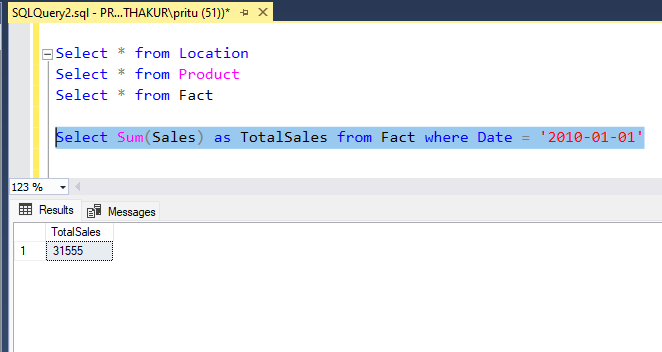 SQLQuery2.sql - PR...THAKUR\pritu (51))*
Select * from Location
Select * from Product
Select * from Fact
Select Sum(Sales) as TotalSales from Fact where Date = '2010-01-01'
123 %
Results Messages
TotalSales
1 31555